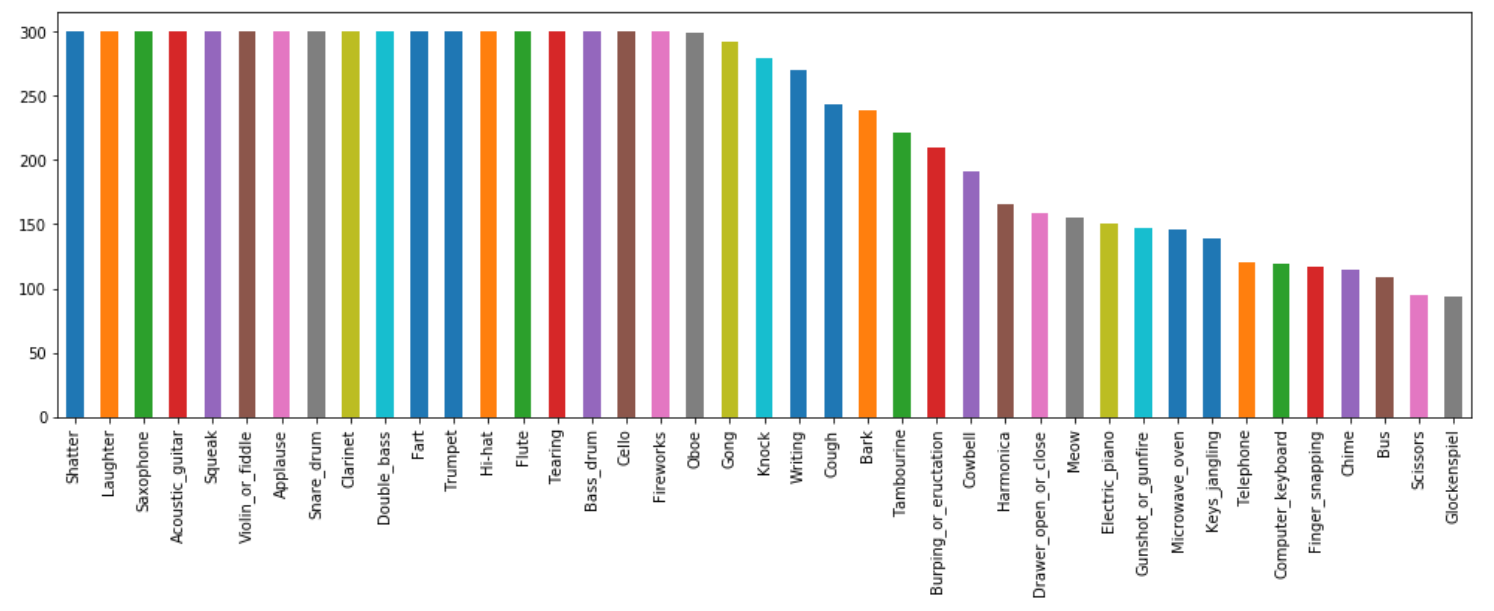 300
250
200
150
100
50
0
Shatter
Laughter
Saxophone
Acoustic_guitar
Squeak
Violin_or_fiddle
Applause
Snare_drum
Clarinet
Double_bass
Fart
Trumpet
Hi-hat
Flute
Tearing
Bass_drum
Cello
Fireworks
Oboe
Gong
Knock
Writing
Cough
Bark
Tambourine
Burping_or_eructation
Cowbell
Harmonica
Drawer_open_or_close
Meow
Electric_piano
Gunshot_or_gunfire
Microwave_oven
Keys_jangling
Telephone
Computer_keyboard
Finger_snapping
Chime
Bus
Scissors
Glockenspiel